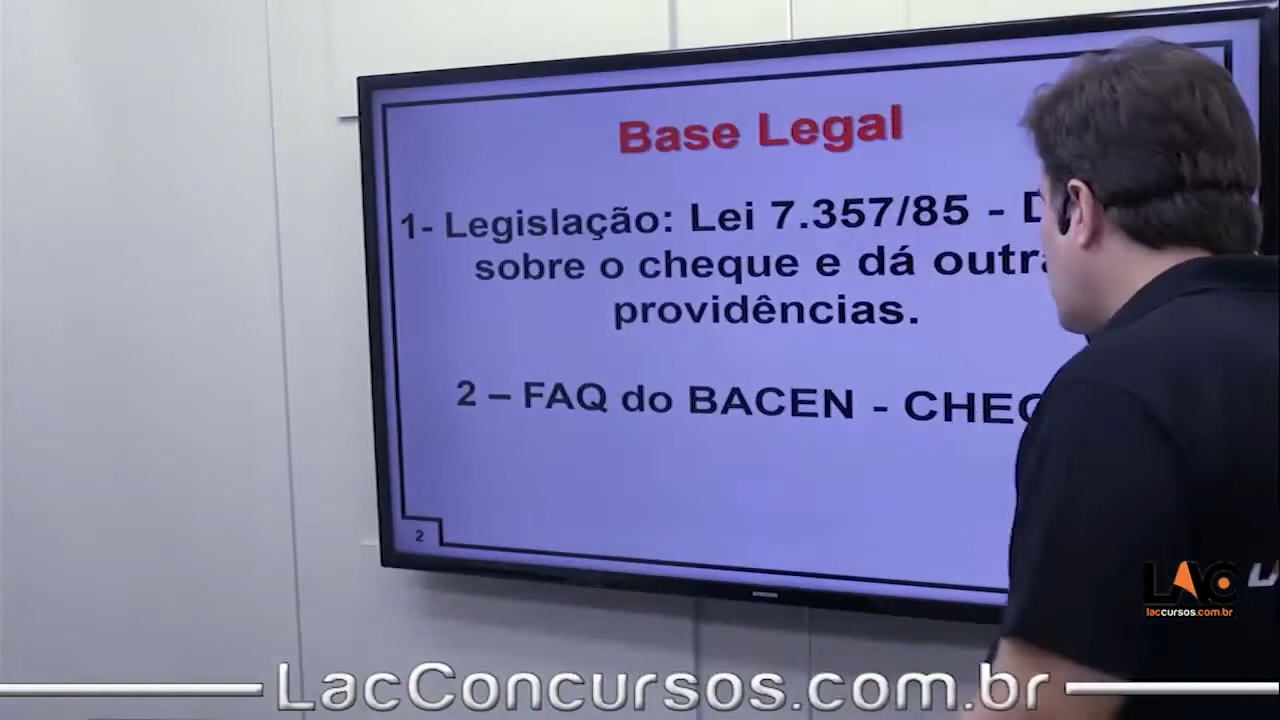 Base Legal
1- Legislação: Lei 7.357/85 -
sobre o cheque e dá
providências.
2 – FAQ do BACEN -
2
LAC
laccursos.com.br
LacConcursos.com.br